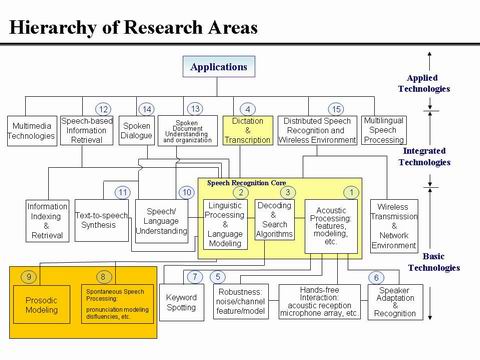 Hierarchy of Research Areas
Applications
Applied
Technologies
12
14
13
4
15
Multimedia
Technologies
Speech-based
Information
Retrieval
Spoken
Dialogue
Spoken
Document
Understanding
and organization
Dictation
&
Transcription
Distributed Speech
Recognition and
Wireless Environment
Multilingual
Speech
Processing
Integrated
Technologies
Speech Recognition Core
11
10
2
3
1
Information
Indexing &
Retrieval
Text-to-speech
Synthesis
Speech/
Language
Understanding
Linguistic
Processing &
Language
Modeling
Decoding &
Search
Algorithms
Acoustic
Processing:
features,
modeling,
etc.
Wireless
Transmission
& Network
Environment
Basic
Technologies
9
8
7
5
6
Prosodic
Modeling
Spontaneous Speech
Processing:
pronunciation modeling
disfluencies, etc.
Keyword
Spotting
Robustness:
noise/channel
feature/model
Hands-free
Interaction:
acoustic reception
microphone array, etc.
Speaker
Adaptation &
Recognition